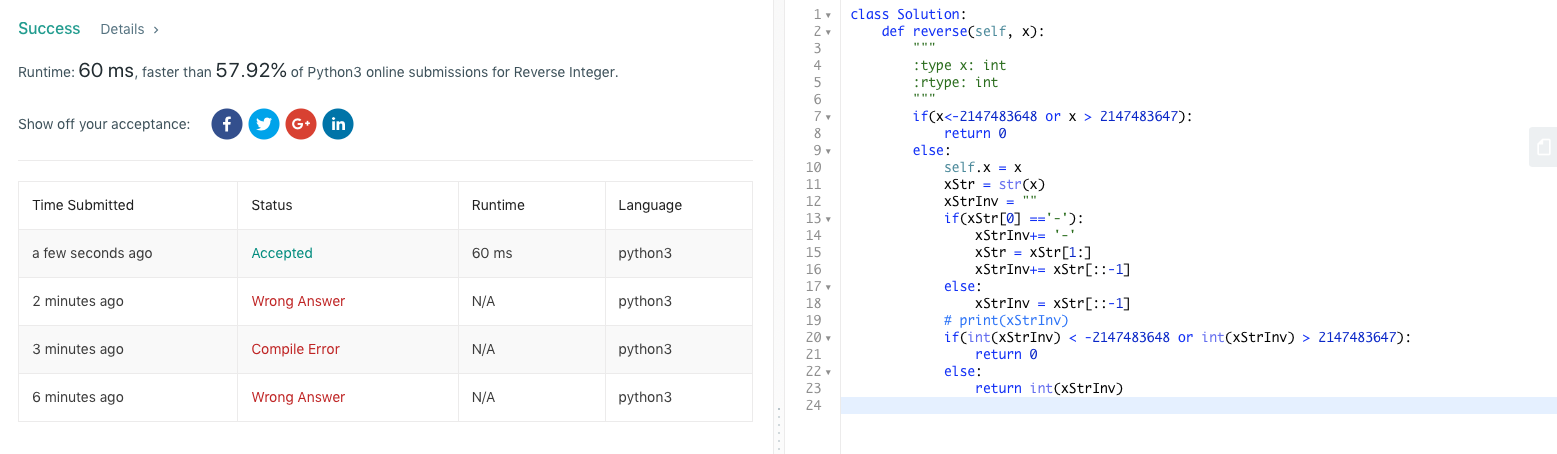 Success Details >
Runtime: 60 ms, faster than 57.92% of Python3 online submissions for Reverse Integer.
Show off your acceptance: f G+ in
Time Submitted Status Runtime Language
a few seconds ago Accepted 60 ms python3
2 minutes ago Wrong Answer N/A python3
3 minutes ago Compile Error N/A python3
6 minutes ago Wrong Answer N/A python3
1 class Solution:
2     def reverse(self, x):
3         """
4         :type x: int
5         :rtype: int
6         """
7         if(x<-2147483648 or x > 2147483647):
8             return 0
9         else:
10             self.x = x
11             xStr = str(x)
12             xStrInv = ""
13             if(xStr[0] =='-'):
14                 xStrInv+= '-'
15                 xStr = xStr[1:]
16                 xStrInv+= xStr[::-1]
17             else:
18                 xStrInv = xStr[::-1]
19             # print(xStrInv)
20             if(int(xStrInv) < -2147483648 or int(xStrInv) > 2147483647):
21                 return 0
22             else:
23                 return int(xStrInv)
24